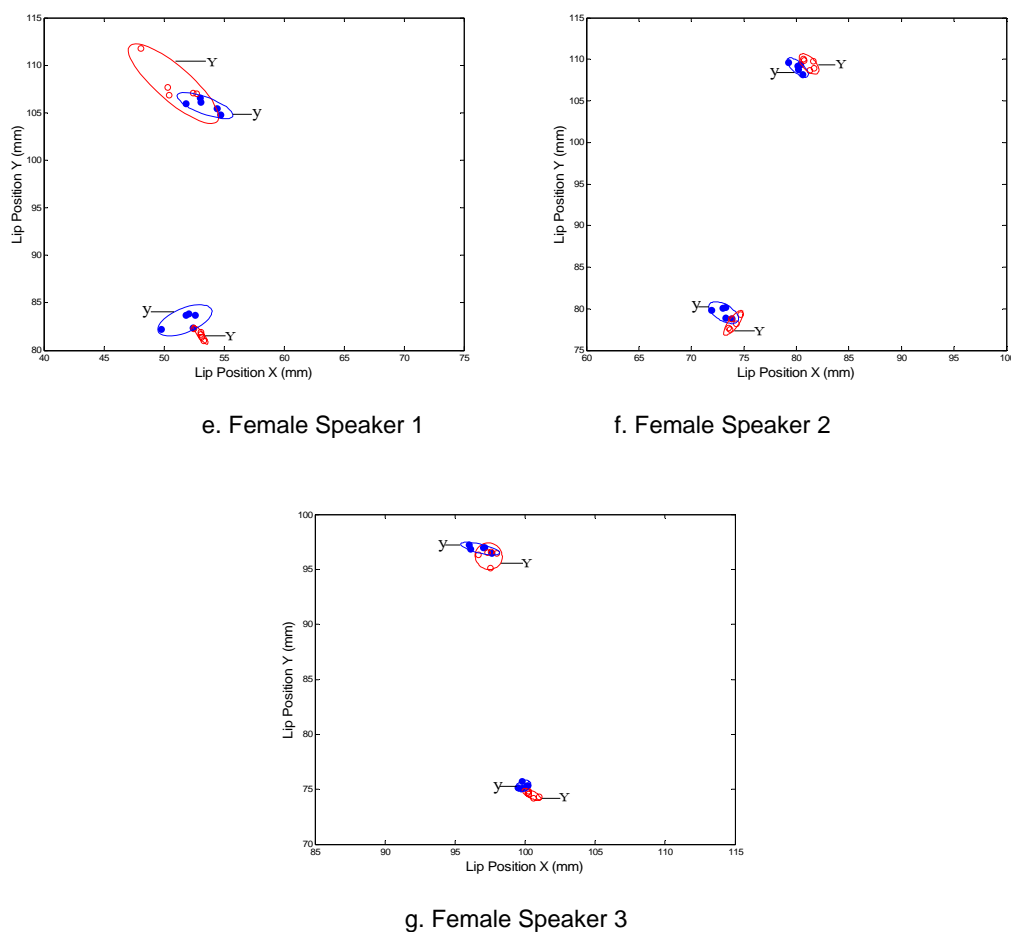 115
110
105
100
95
90
85
80
40 45 50 55 60 65 70 75
Lip Position Y (mm)
Lip Position X (mm)
Y
y
y
Y
e. Female Speaker 1
115
110
105
100
95
90
85
80
75
60 65 70 75 80 85 90 95 100
Lip Position Y (mm)
Lip Position X (mm)
y
Y
y
Y
f. Female Speaker 2
100
95
90
85
80
75
70
85 90 95 100 105 110 115
Lip Position Y (mm)
Lip Position X (mm)
y
Y
y
Y
g. Female Speaker 3